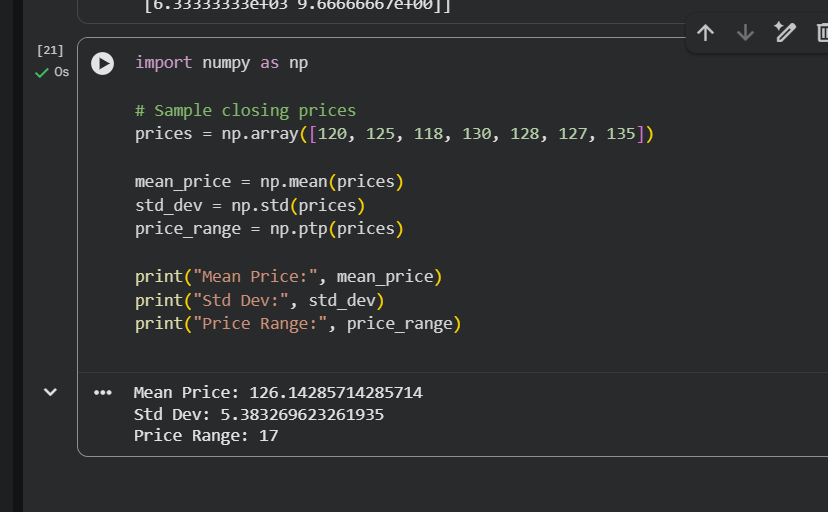 [6.33333333e+03 9.66666667e+00]]
[21]
0s
import numpy as np
# Sample closing prices
prices = np.array([120, 125, 118, 130, 128, 127, 135])
mean_price = np.mean(prices)
std_dev = np.std(prices)
price_range = np.ptp(prices)
print("Mean Price:", mean_price)
print("Std Dev:", std_dev)
print("Price Range:", price_range)
Mean Price: 126.14285714285714
Std Dev: 5.383269623261935
Price Range: 17